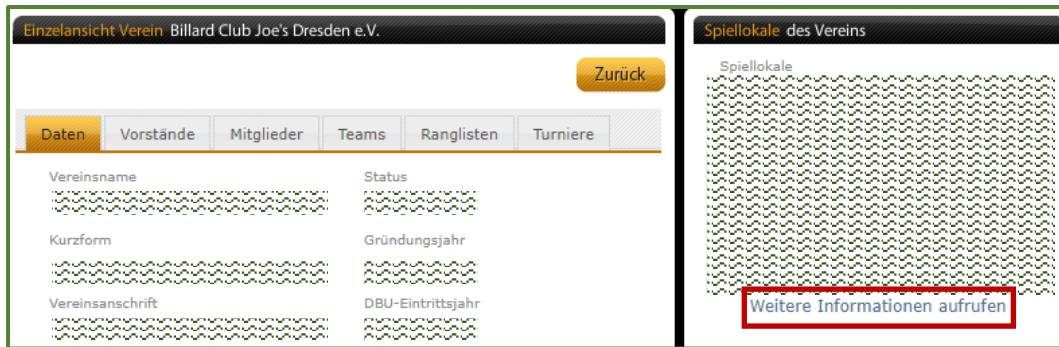 Einzelansicht Verein Billard Club Joe's Dresden e.V.
Zurück
Daten Vorstände Mitglieder Teams Ranglisten Turniere
Vereinsname Status
Kurzform Gründungsjahr
Vereinsanschrift DBU-Eintrittsjahr
Spiellokale des Vereins
Spiellokale
Weitere Informationen aufrufen